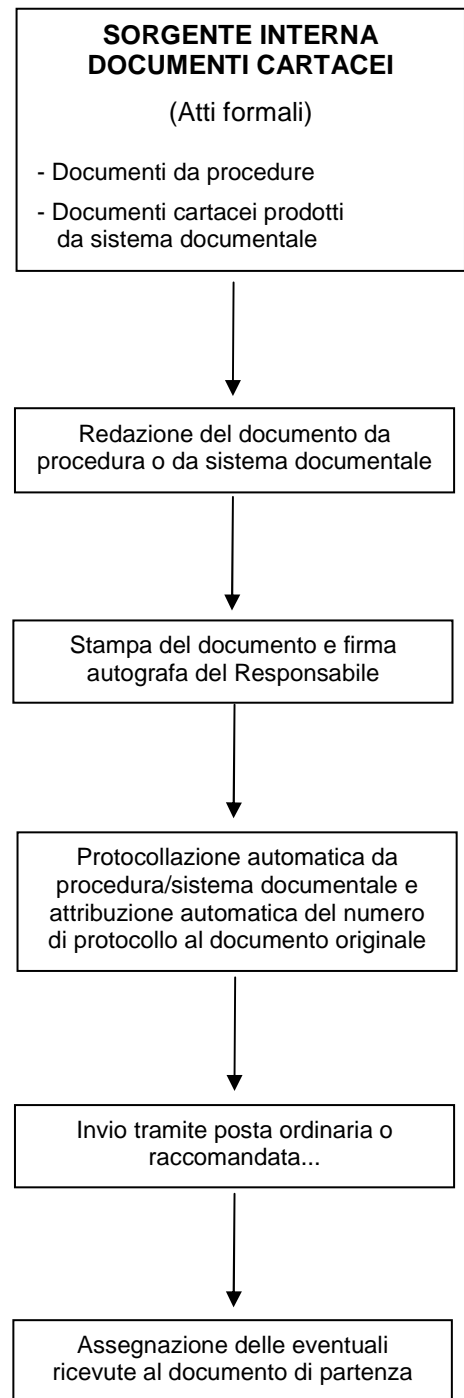 SORGENTE INTERNA
DOCUMENTI CARTACEI
(Atti formali)
- Documenti da procedure
- Documenti cartacei prodotti
da sistema documentale
Redazione del documento da
procedura o da sistema documentale
Stampa del documento e firma
autografa del Responsabile
Protocollazione automatica da
procedura/sistema documentale e
attribuzione automatica del numero
di protocollo al documento originale
Invio tramite posta ordinaria o
raccomandata...
Assegnazione delle eventuali
ricevute al documento di partenza